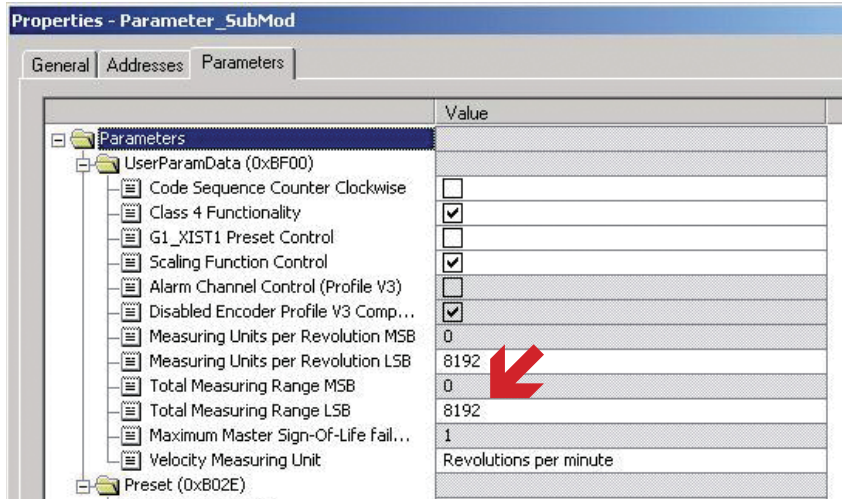 Properties - Parameter_SubMod
General Addresses Parameters
Value
Parameters
UserParamData (0xBF00)
Code Sequence Counter Clockwise
Class 4 Functionality
G1_XIST1 Preset Control
Scaling Function Control
Alarm Channel Control (Profile V3)
Disabled Encoder Profile V3 Comp...
Measuring Units per Revolution MSB 0
Measuring Units per Revolution LSB 8192
Total Measuring Range MSB 0
Total Measuring Range LSB 8192
Maximum Master Sign-Of-Life fail... 1
Velocity Measuring Unit Revolutions per minute
Preset (0xB02E)